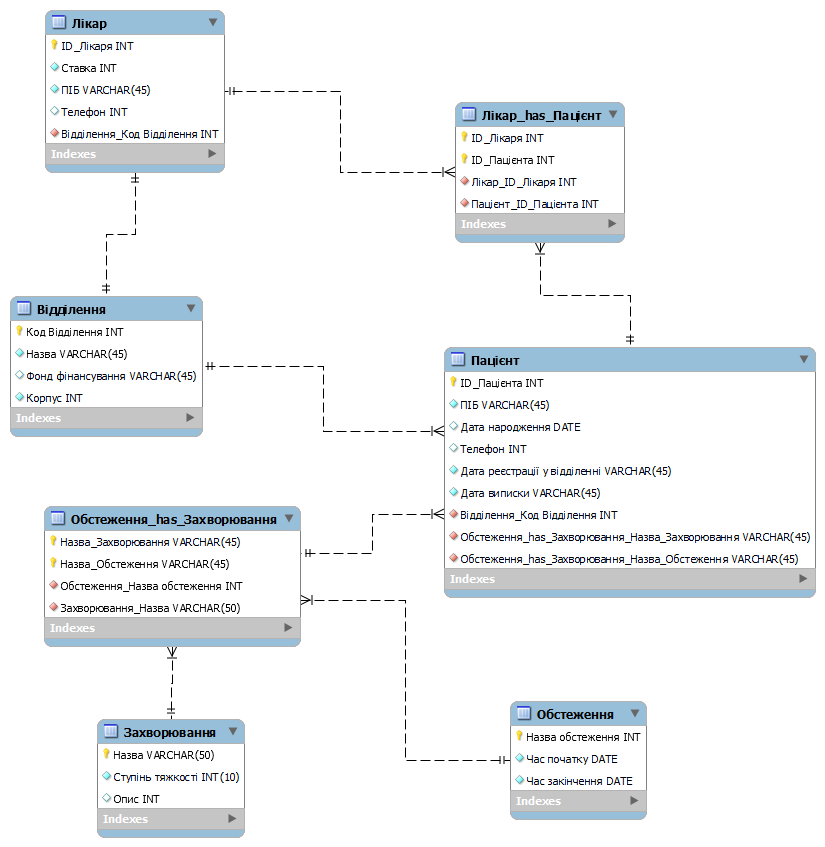 Лікар
ID_Лікаря INT
Ставка INT
ПІБ VARCHAR(45)
Телефон INT
Відділення_Код Відділення INT
Indexes
Лікар_has_Пацієнт
ID_Лікаря INT
ID_Пацієнта INT
Лікар_ID_Лікаря INT
Пацієнт_ID_Пацієнта INT
Indexes
Відділення
Код Відділення INT
Назва VARCHAR(45)
Фонд фінансування VARCHAR(45)
Корпус INT
Indexes
Пацієнт
ID_Пацієнта INT
ПІБ VARCHAR(45)
Дата народження DATE
Телефон INT
Дата реєстрації у відділенні VARCHAR(45)
Дата виписки VARCHAR(45)
Відділення_Код Відділення INT
Обстеження_has_Захворювання_Назва_Захворювання VARCHAR(45)
Обстеження_has_Захворювання_Назва_Обстеження VARCHAR(45)
Indexes
Обстеження_has_Захворювання
Назва_Захворювання VARCHAR(45)
Назва_Обстеження VARCHAR(45)
Обстеження_Назва обстеження INT
Захворювання_Назва VARCHAR(50)
Indexes
Захворювання
Назва VARCHAR(50)
Ступінь тяжкості INT(10)
Опис INT
Indexes
Обстеження
Назва обстеження INT
Час початку DATE
Час закінчення DATE
Indexes